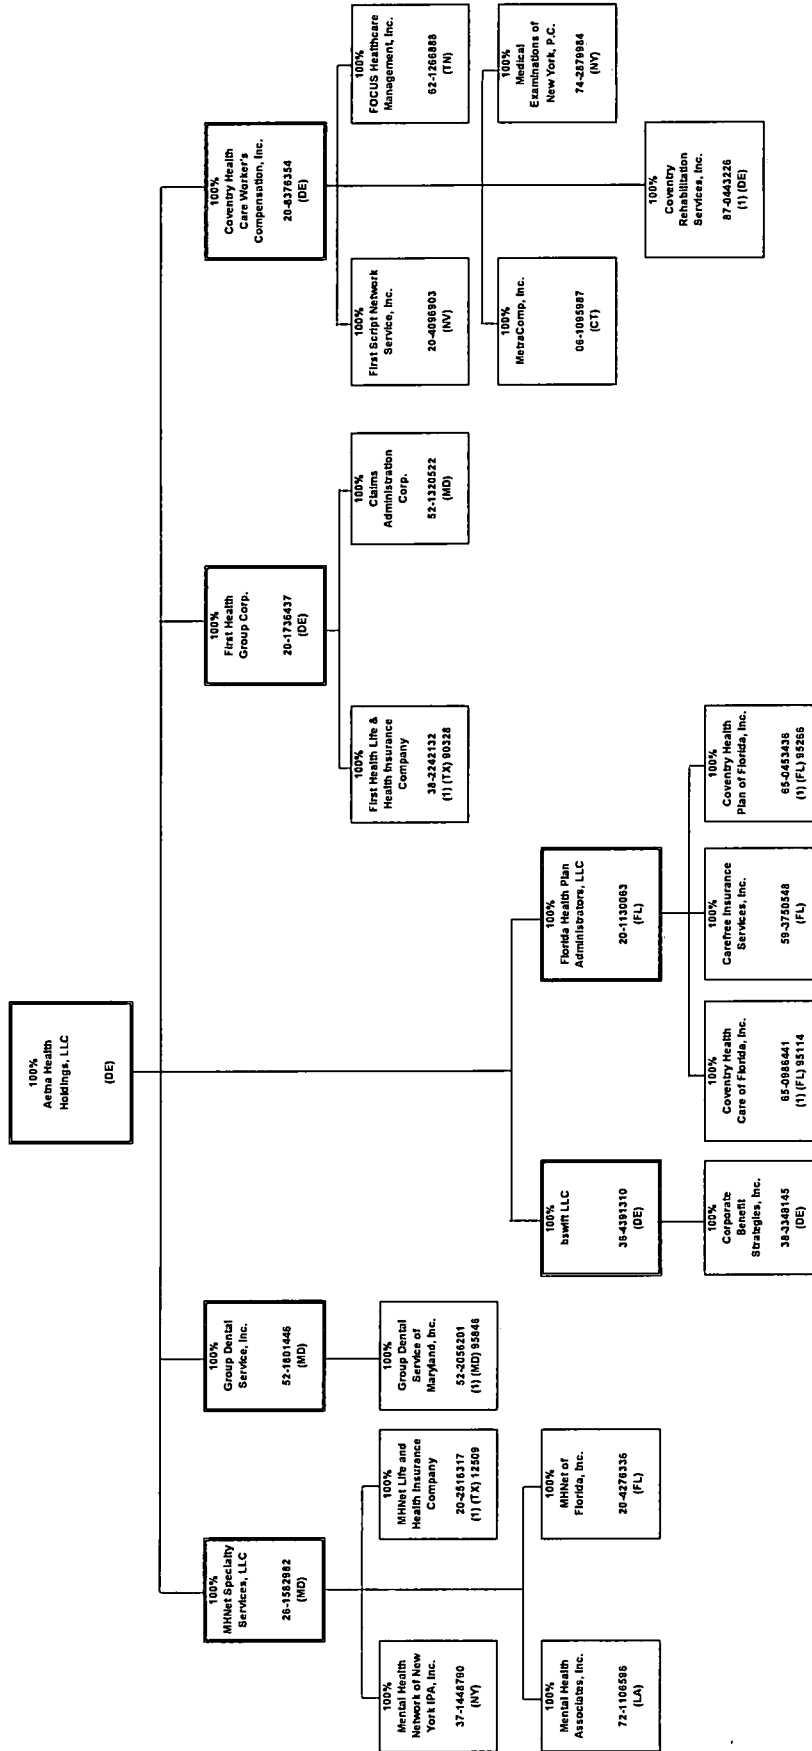 100%
Aetna Health
Holdings, LLC
(DE)
100%
MHNet Specialty
Services, LLC
26-1582982
(MD)
100%
Group Dental
Service, Inc.
52-1801446
(MD)
100%
First Health
Group Corp.
20-1736437
(DE)
100%
Coventry Health
Care Worker's
Compensation, Inc.
20-8376354
(DE)
100%
Mental Health
Network of New
York IPA, Inc.
37-1448790
(NY)
100%
MHNet Life and
Health Insurance
Company
20-2516317
(1) (TX) 12509
100%
Group Dental
Service of
Maryland, Inc.
52-2056201
(1) (MD) 95846
100%
First Health Life &
Health Insurance
Company
38-2242132
(1) (TX) 90328
100%
Claims
Administration
Corp.
52-1320522
(MD)
100%
First Script Network
Service, Inc.
20-4096903
(NV)
100%
FOCUS Healthcare
Management, Inc.
62-1266888
(TN)
100%
Mental Health
Associates, Inc.
72-1106596
(LA)
100%
MHNet of
Florida, Inc.
20-4276336
(FL)
100%
bswift LLC
36-4391310
(DE)
100%
Florida Health Plan
Administrators, LLC
20-1130063
(FL)
100%
MetraComp, Inc.
06-1095987
(CT)
100%
Medical
Examinations of
New York, P.C.
74-2879984
(NY)
100%
Corporate
Benefit
Strategies, Inc.
38-3348145
(DE)
100%
Coventry Health
Care of Florida, Inc.
65-0986441
(1) (FL) 95114
100%
Carefree Insurance
Services, Inc.
59-3750548
(FL)
100%
Coventry Health
Plan of Florida, Inc.
65-0453436
(1) (FL) 95266
100%
Coventry
Rehabilitation
Services, Inc.
87-0443226
(1) (DE)